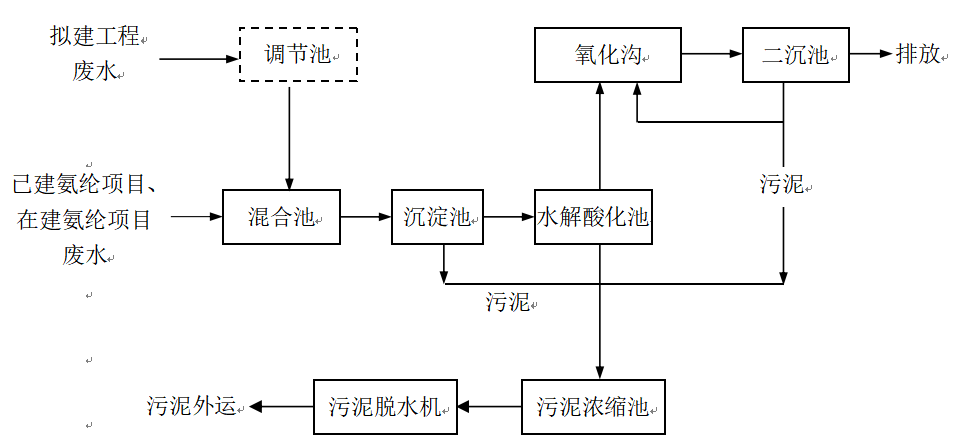 拟建工程
废水
调节池
氧化沟
二沉池
排放
已建氨纶项目、
在建氨纶项目
废水
混合池
沉淀池
水解酸化池
污泥
污泥
污泥外运
污泥脱水机
污泥浓缩池